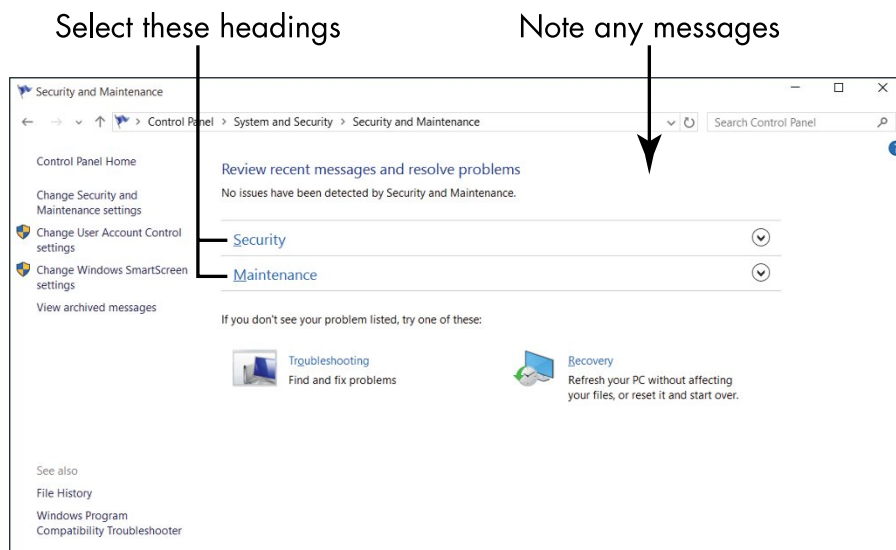 Select these headings
Note any messages
Security and Maintenance
Control Panel > System and Security > Security and Maintenance
Search Control Panel
Control Panel Home
Change Security and
Maintenance settings
Change User Account Control
settings
Change Windows SmartScreen
settings
View archived messages
Review recent messages and resolve problems
No issues have been detected by Security and Maintenance.
Security
Maintenance
If you don't see your problem listed, try one of these:
Troubleshooting
Find and fix problems
Recovery
Refresh your PC without affecting
your files, or reset it and start over.
See also
File History
Windows Program
Compatibility Troubleshooter